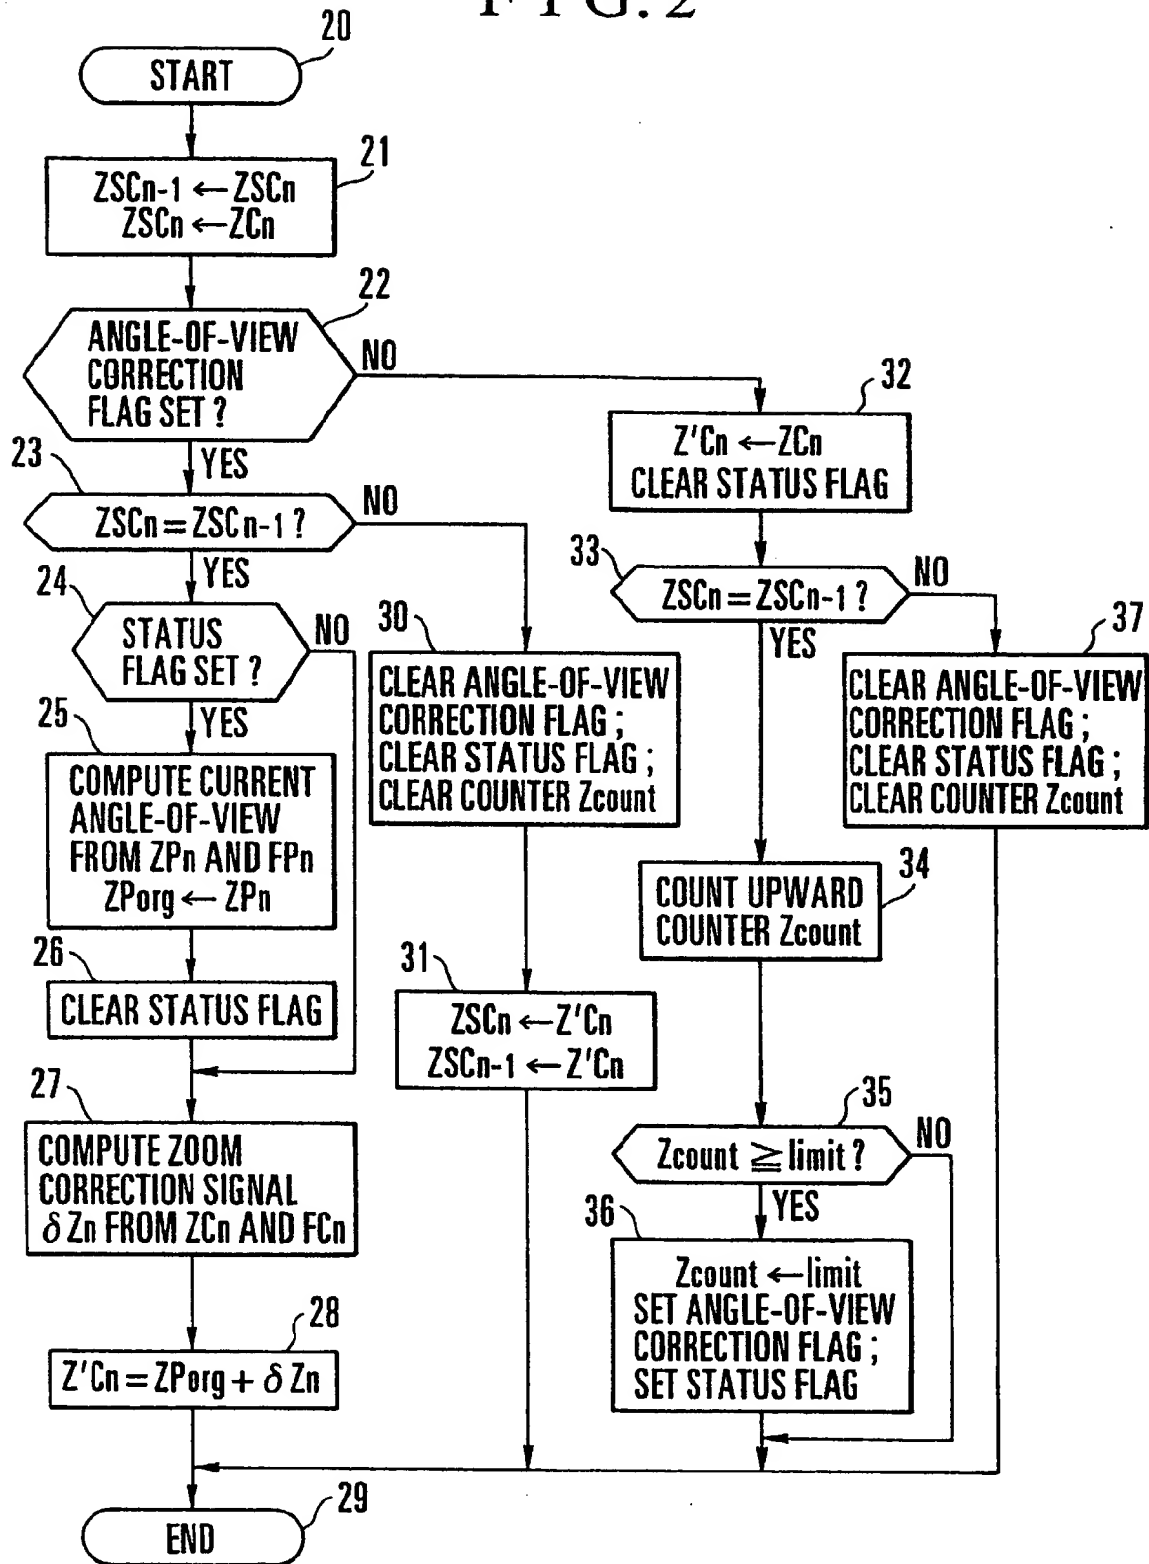 FIG. 2
20
START
21
ZSCn-1 ← ZSCn
ZSCn ← ZCn
22
ANGLE-OF-VIEW
CORRECTION
FLAG SET ?
NO
YES
23
ZSCn = ZSCn-1 ?
NO
YES
24
STATUS
FLAG SET ?
NO
YES
25
COMPUTE CURRENT
ANGLE-OF-VIEW
FROM ZPn AND FPn
ZPorg ← ZPn
26
CLEAR STATUS FLAG
27
COMPUTE ZOOM
CORRECTION SIGNAL
δ Zn FROM ZCn AND FCn
28
Z'Cn = ZPorg + δ Zn
29
END
30
CLEAR ANGLE-OF-VIEW
CORRECTION FLAG ;
CLEAR STATUS FLAG ;
CLEAR COUNTER Zcount
31
ZSCn ← Z'Cn
ZSCn-1 ← Z'Cn
32
Z'Cn ← ZCn
CLEAR STATUS FLAG
33
ZSCn = ZSCn-1 ?
NO
YES
34
COUNT UPWARD
COUNTER Zcount
35
Zcount ≧ limit ?
NO
YES
36
Zcount ← limit
SET ANGLE-OF-VIEW
CORRECTION FLAG ;
SET STATUS FLAG
37
CLEAR ANGLE-OF-VIEW
CORRECTION FLAG ;
CLEAR STATUS FLAG ;
CLEAR COUNTER Zcount